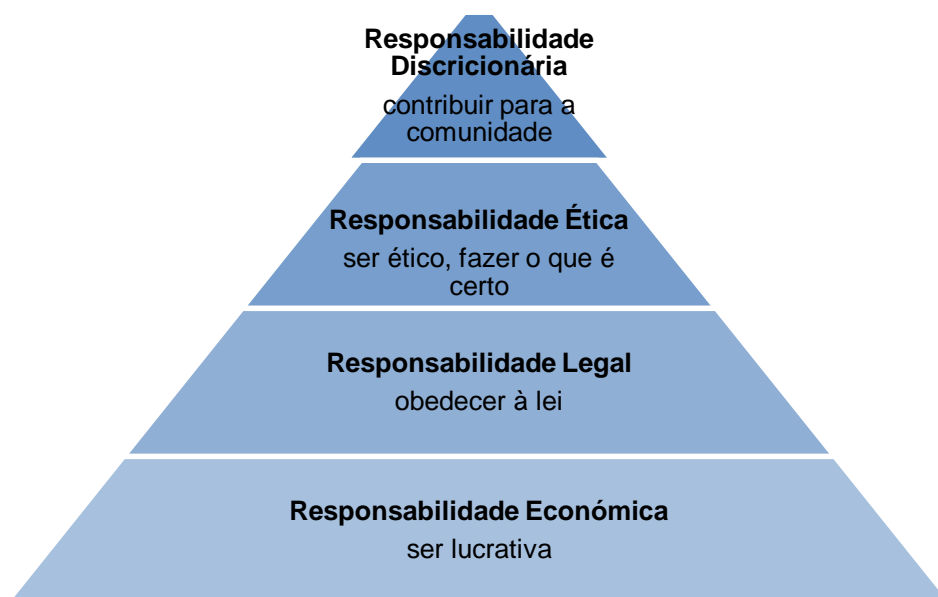 Responsabilidade
Discricionária
contribuir para a
comunidade
Responsabilidade Ética
ser ético, fazer o que é
certo
Responsabilidade Legal
obedecer à lei
Responsabilidade Económica
ser lucrativa